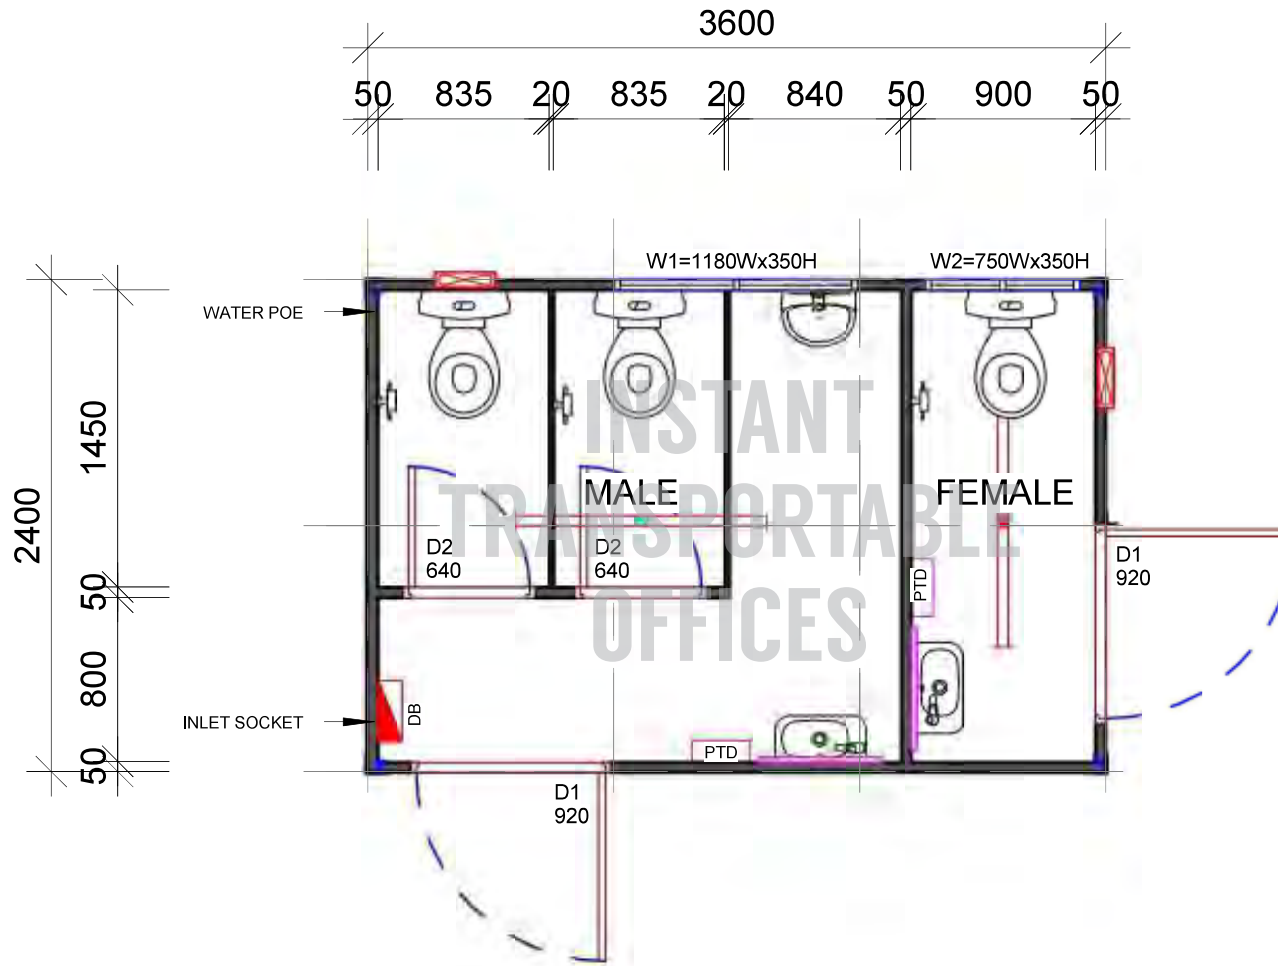 3600
50 835 20 835 20 840 50 900 50
W1=1180Wx350H W2=750Wx350H
WATER POE
1450
2400
INSTANT
MALE FEMALE
TRANSPORTABLE
D2 D2 D1
640 640 920
PTD
50
OFFICES
800
INLET SOCKET
DB
PTD
50
D1
920